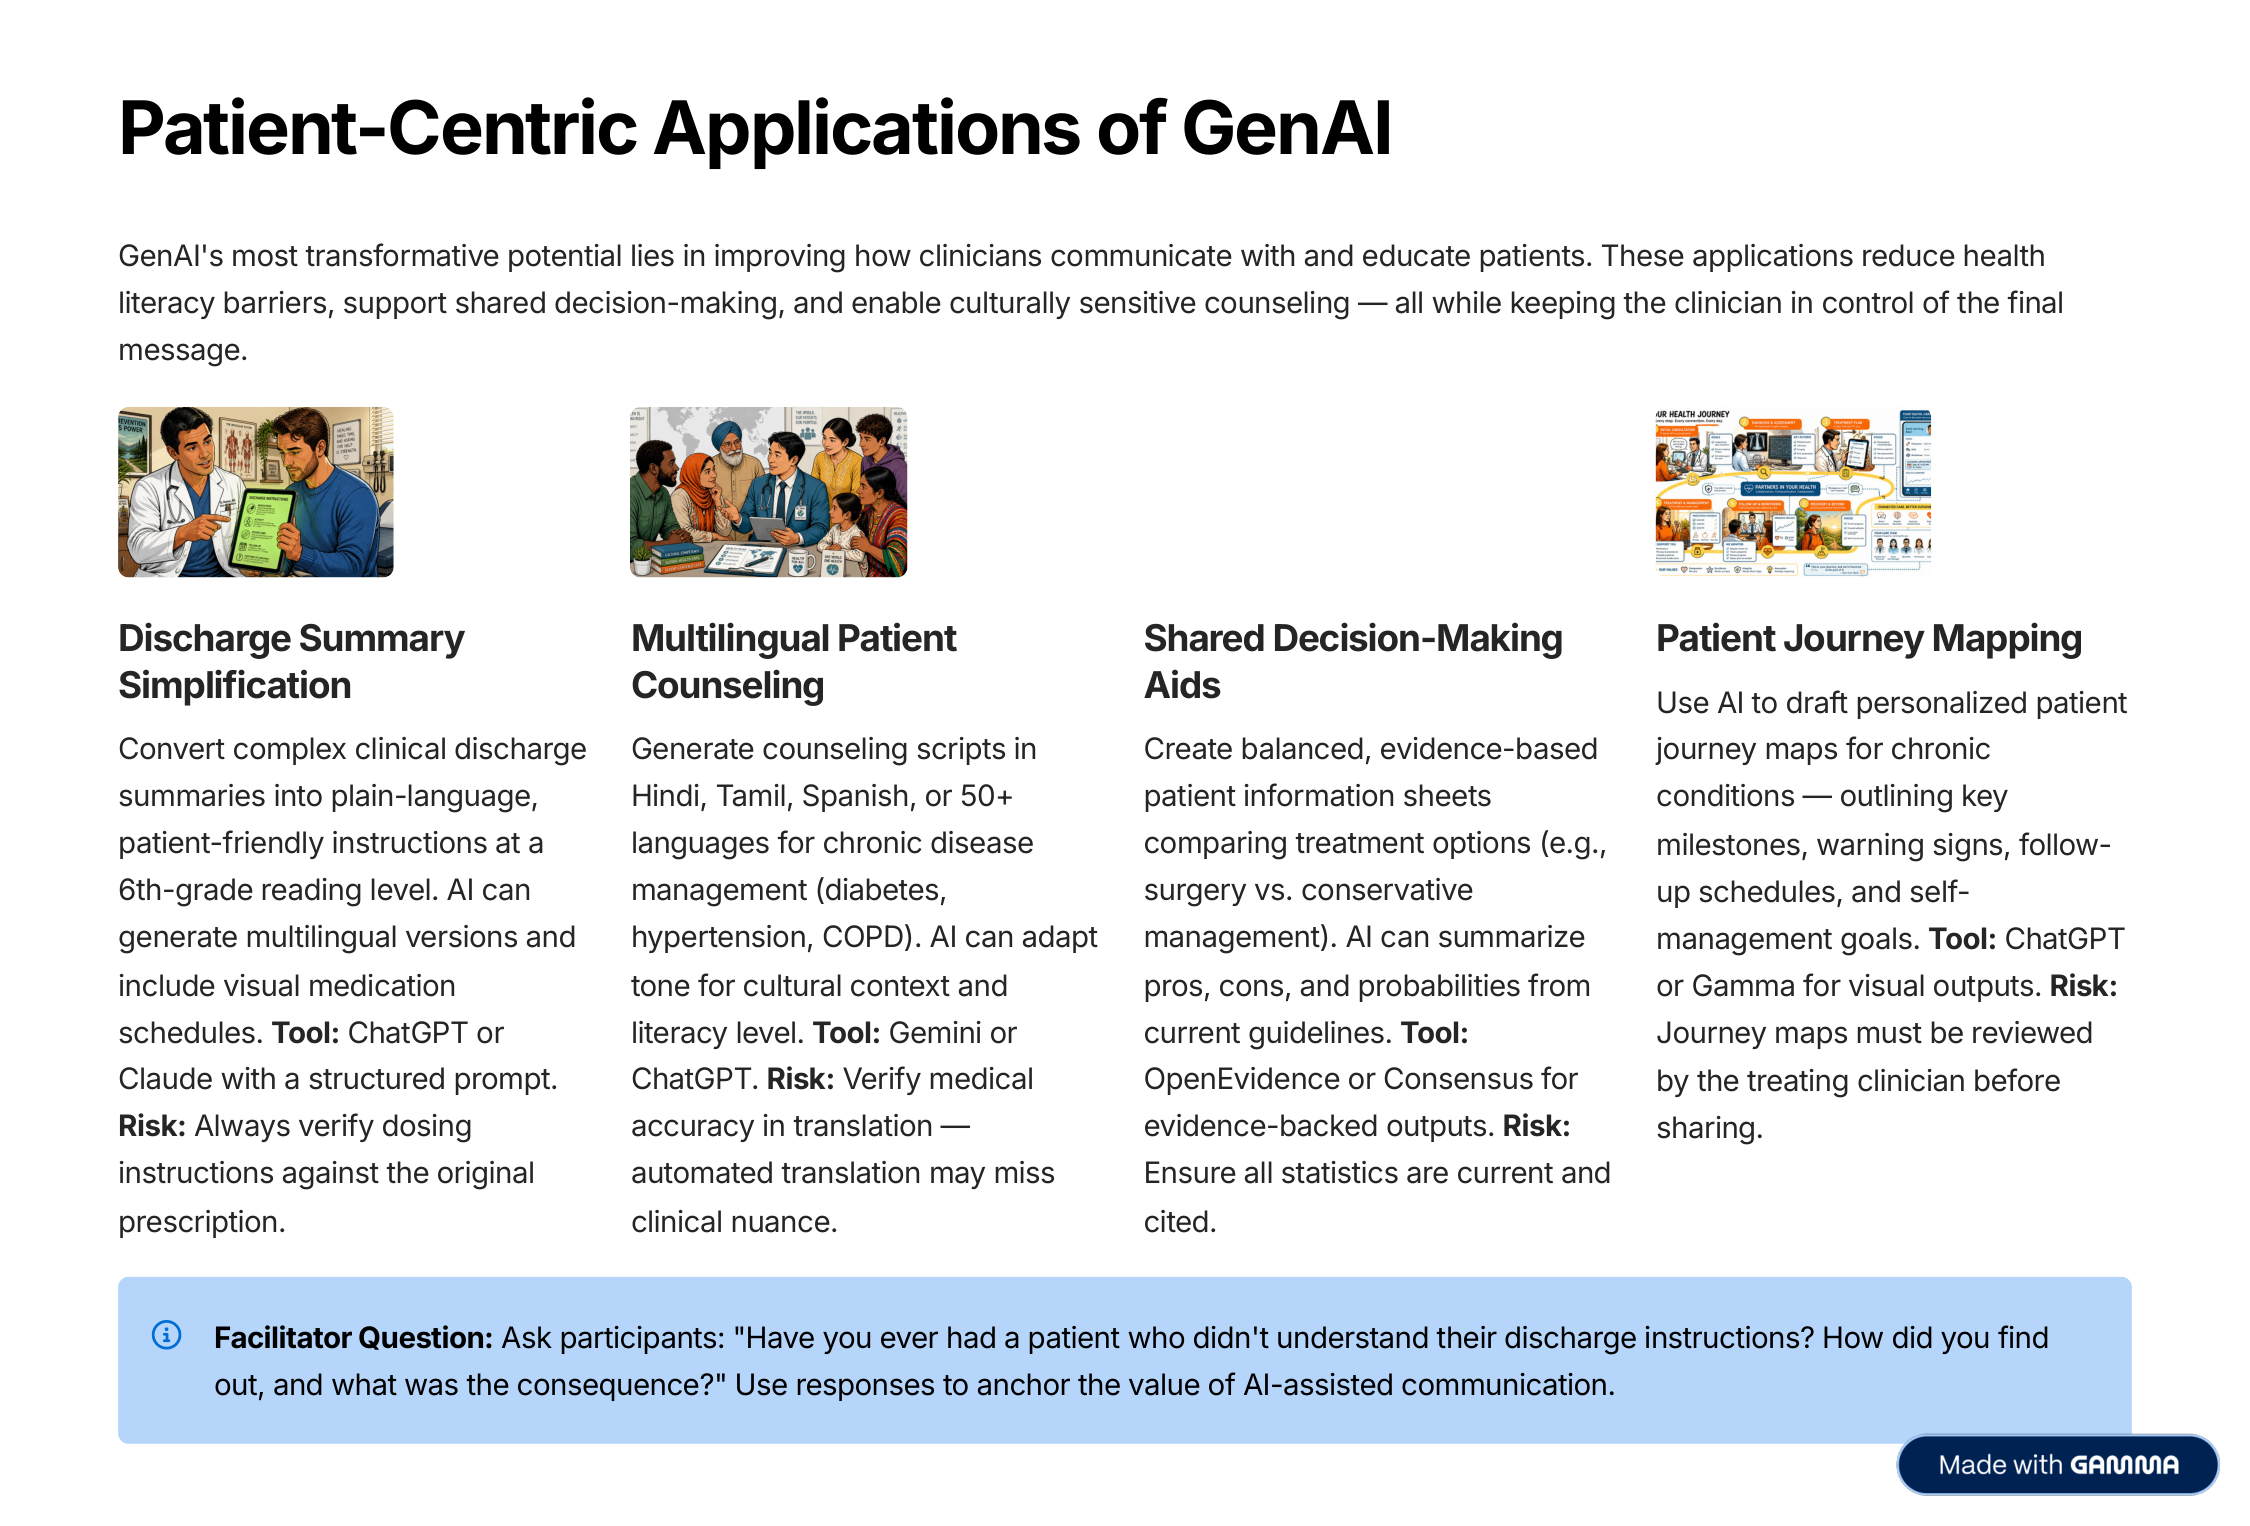 Patient-Centric Applications of GenAI
GenAI's most transformative potential lies in improving how clinicians communicate with and educate patients. These applications reduce health
literacy barriers, support shared decision-making, and enable culturally sensitive counseling — all while keeping the clinician in control of the final
message.
DISCHARGE INSTRUCTIONS
OUR HEALTH JOURNEY
PARTNERS IN YOUR HEALTH
Discharge Summary
Simplification
Convert complex clinical discharge
summaries into plain-language,
patient-friendly instructions at a
6th-grade reading level. AI can
generate multilingual versions and
include visual medication
schedules. Tool: ChatGPT or
Claude with a structured prompt.
Risk: Always verify dosing
instructions against the original
prescription.
Multilingual Patient
Counseling
Generate counseling scripts in
Hindi, Tamil, Spanish, or 50+
languages for chronic disease
management (diabetes,
hypertension, COPD). AI can adapt
tone for cultural context and
literacy level. Tool: Gemini or
ChatGPT. Risk: Verify medical
accuracy in translation —
automated translation may miss
clinical nuance.
Shared Decision-Making
Aids
Create balanced, evidence-based
patient information sheets
comparing treatment options (e.g.,
surgery vs. conservative
management). AI can summarize
pros, cons, and probabilities from
current guidelines. Tool:
OpenEvidence or Consensus for
evidence-backed outputs. Risk:
Ensure all statistics are current and
cited.
Patient Journey Mapping
Use AI to draft personalized patient
journey maps for chronic
conditions — outlining key
milestones, warning signs, follow-
up schedules, and self-
management goals. Tool: ChatGPT
or Gamma for visual outputs. Risk:
Journey maps must be reviewed
by the treating clinician before
sharing.
Facilitator Question: Ask participants: "Have you ever had a patient who didn't understand their discharge instructions? How did you find
out, and what was the consequence?" Use responses to anchor the value of AI-assisted communication.
Made with GAMMA